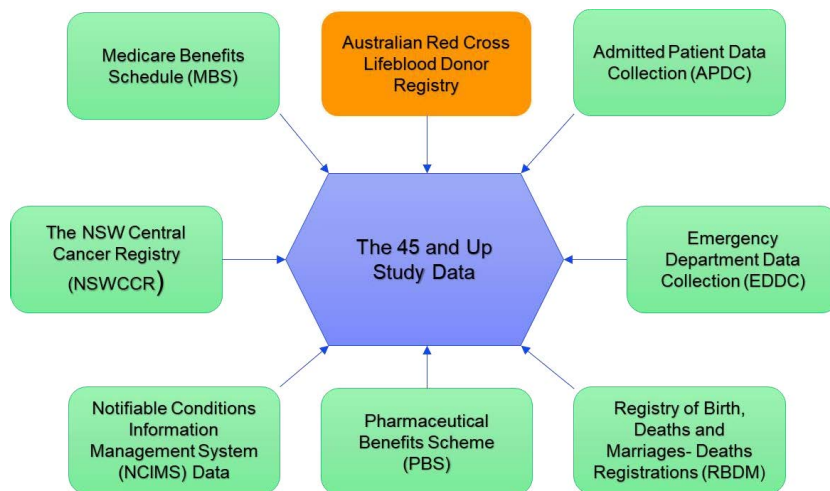 Medicare Benefits
Schedule (MBS)
Australian Red Cross
Lifeblood Donor
Registry
Admitted Patient Data
Collection (APDC)
The NSW Central
Cancer Registry
(NSWCCR)
The 45 and Up
Study Data
Emergency
Department Data
Collection (EDDC)
Notifiable Conditions
Information
Management System
(NCIMS) Data
Pharmaceutical
Benefits Scheme
(PBS)
Registry of Birth,
Deaths and
Marriages- Deaths
Registrations (RBDM)